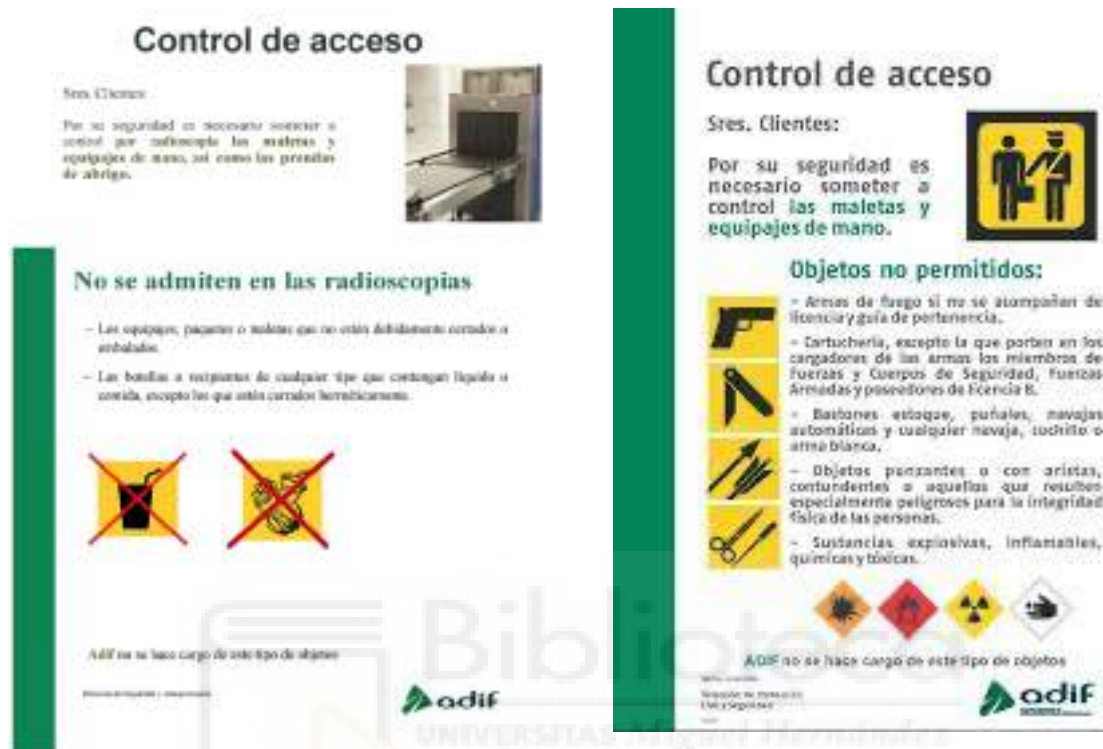 Control de acceso
Sres. Clientes
Por su seguridad es necesario someter a
control por radioscopia las maletas y
equipajes de mano, así como las prendas
de abrigo.
No se admiten en las radioscopias
– Los equipajes, paquetes o maletas que no estén debidamente cerrados o
embalados.
– Las botellas o recipientes de cualquier tipo que contengan líquido o
comida, excepto los que estén cerrados herméticamente.
Adif no se hace cargo de este tipo de objetos
adif
Control de acceso
Sres. Clientes:
Por su seguridad es
necesario someter a
control las maletas y
equipajes de mano.
Objetos no permitidos:
– Armas de fuego si no se acompañan de
licencia y guía de pertenencia.
– Cartuchería, excepto la que porten en los
cargadores de las armas los miembros de
Fuerzas y Cuerpos de Seguridad, Fuerzas
Armadas y poseedores de licencia B.
– Bastones estoque, puñales, navajas
automáticas y cualquier navaja, cuchillo o
arma blanca.
– Objetos punzantes o con aristas,
contundentes o aquellos que resulten
especialmente peligrosos para la integridad
física de las personas.
– Sustancias explosivas, inflamables,
químicas y tóxicas.
ADIF no se hace cargo de este tipo de objetos
adif
Biblioteca
UNIVERSITAS Miguel Hernández